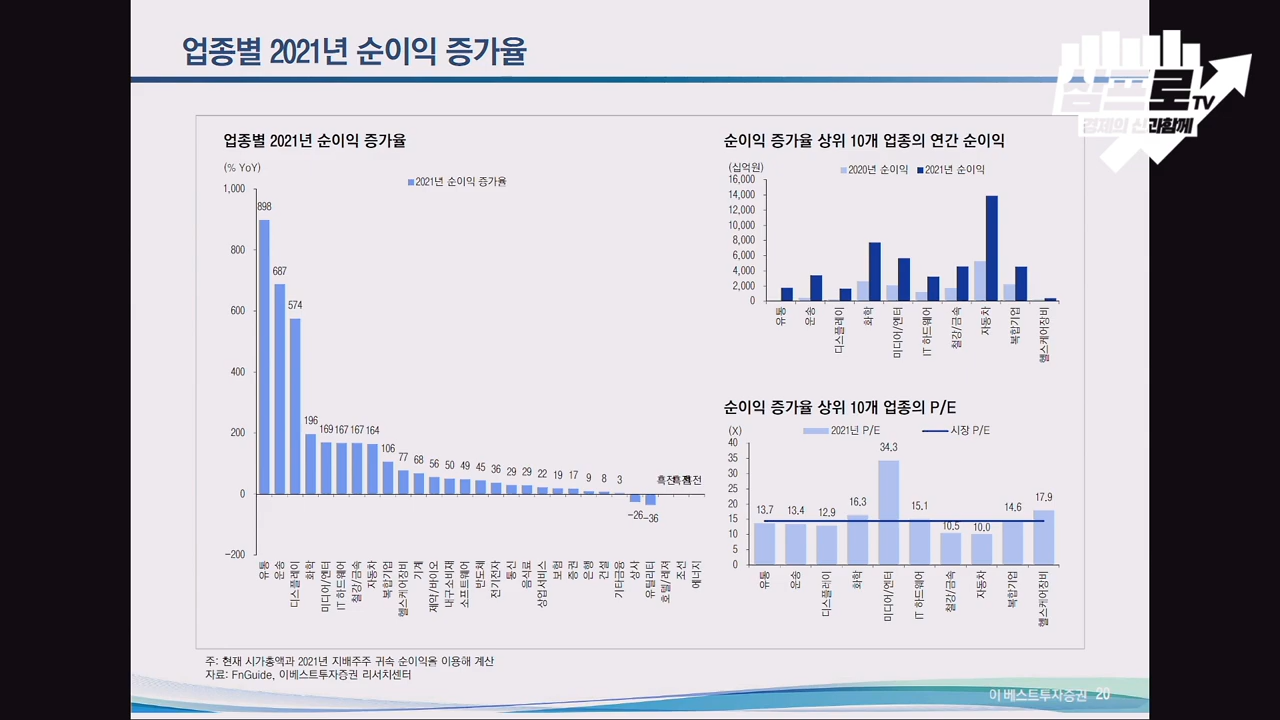 업종별 2021년 순이익 증가율
삼프로TV
경제의 신과함께
업종별 2021년 순이익 증가율
(% YoY)
2021년 순이익 증가율
1,000
800
600
400
200
0
-200
898
687
574
196
169
167
167
164
106
77
68
56
50
49
45
36
29
29
22
19
17
9
8
3
-26
-36
흑전
흑전
흑전
유통
운송
디스플레이
화학
미디어/엔터
IT 하드웨어
철강/금속
자동차
복합기업
헬스케어장비
기계
제약/바이오
내구소비재
소프트웨어
반도체
전기전자
통신
음식료
상업서비스
보험
증권
은행
건설
기타금융
상사
유틸리티
호텔/레저
조선
에너지
순이익 증가율 상위 10개 업종의 연간 순이익
(십억원)
2020년 순이익
2021년 순이익
16,000
14,000
12,000
10,000
8,000
6,000
4,000
2,000
0
유통
운송
디스플레이
화학
미디어/엔터
IT 하드웨어
철강/금속
자동차
복합기업
헬스케어장비
순이익 증가율 상위 10개 업종의 P/E
(X)
2021년 P/E
시장 P/E
40
35
30
25
20
15
10
5
0
13.7
13.4
12.9
16.3
34.3
15.1
10.5
10.0
14.6
17.9
유통
운송
디스플레이
화학
미디어/엔터
IT 하드웨어
철강/금속
자동차
복합기업
헬스케어장비
주: 현재 시가총액과 2021년 지배주주 귀속 순이익을 이용해 계산
자료: FnGuide, 이베스트투자증권 리서치센터
이베스트투자증권 20